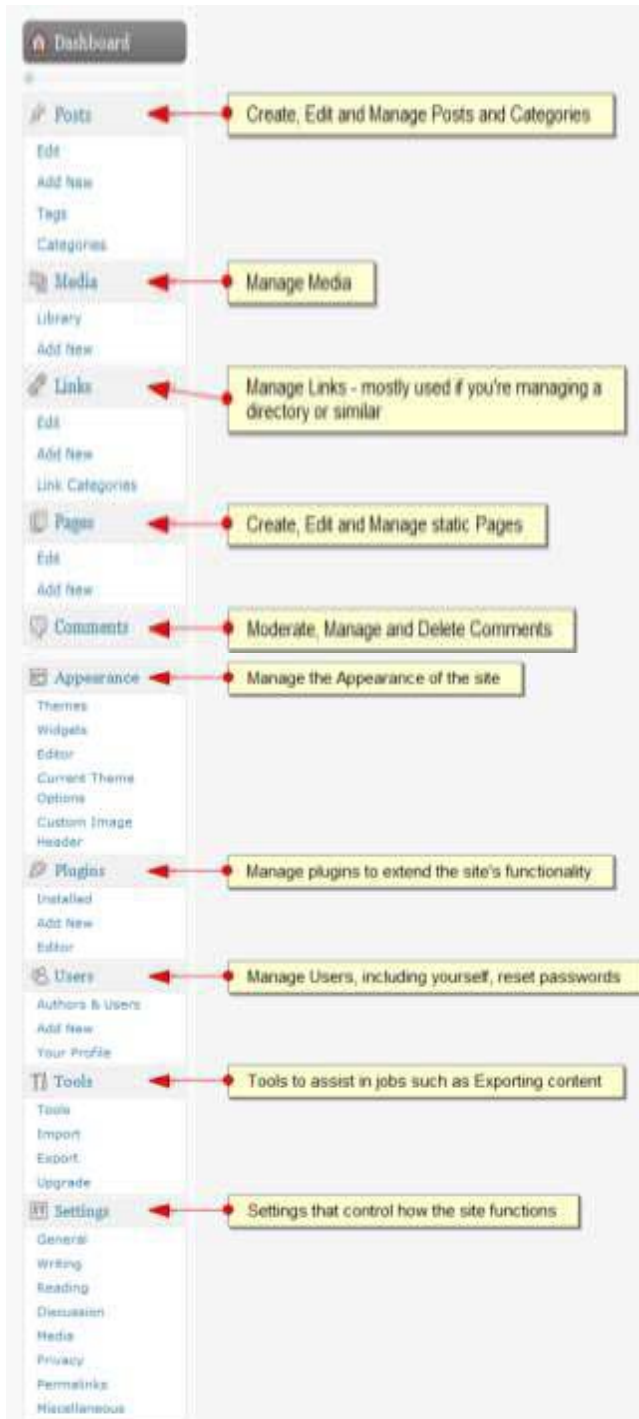 Dashboard
Posts
Create, Edit and Manage Posts and Categories
Edit
Add New
Tags
Categories
Media
Manage Media
Library
Add New
Links
Manage Links - mostly used if you're managing a
directory or similar
Edit
Add New
Link Categories
Pages
Create, Edit and Manage static Pages
Edit
Add New
Comments
Moderate, Manage and Delete Comments
Appearance
Manage the Appearance of the site
Themes
Widgets
Editor
Current Theme
Options
Custom Image
Header
Plugins
Manage plugins to extend the site's functionality
Installed
Add New
Editor
Users
Manage Users, including yourself, reset passwords
Authors & Users
Add New
Your Profile
Tools
Tools to assist in jobs such as Exporting content
Tools
Import
Export
Upgrade
Settings
Settings that control how the site functions
General
Writing
Reading
Discussion
Media
Privacy
Permalinks
Miscellaneous